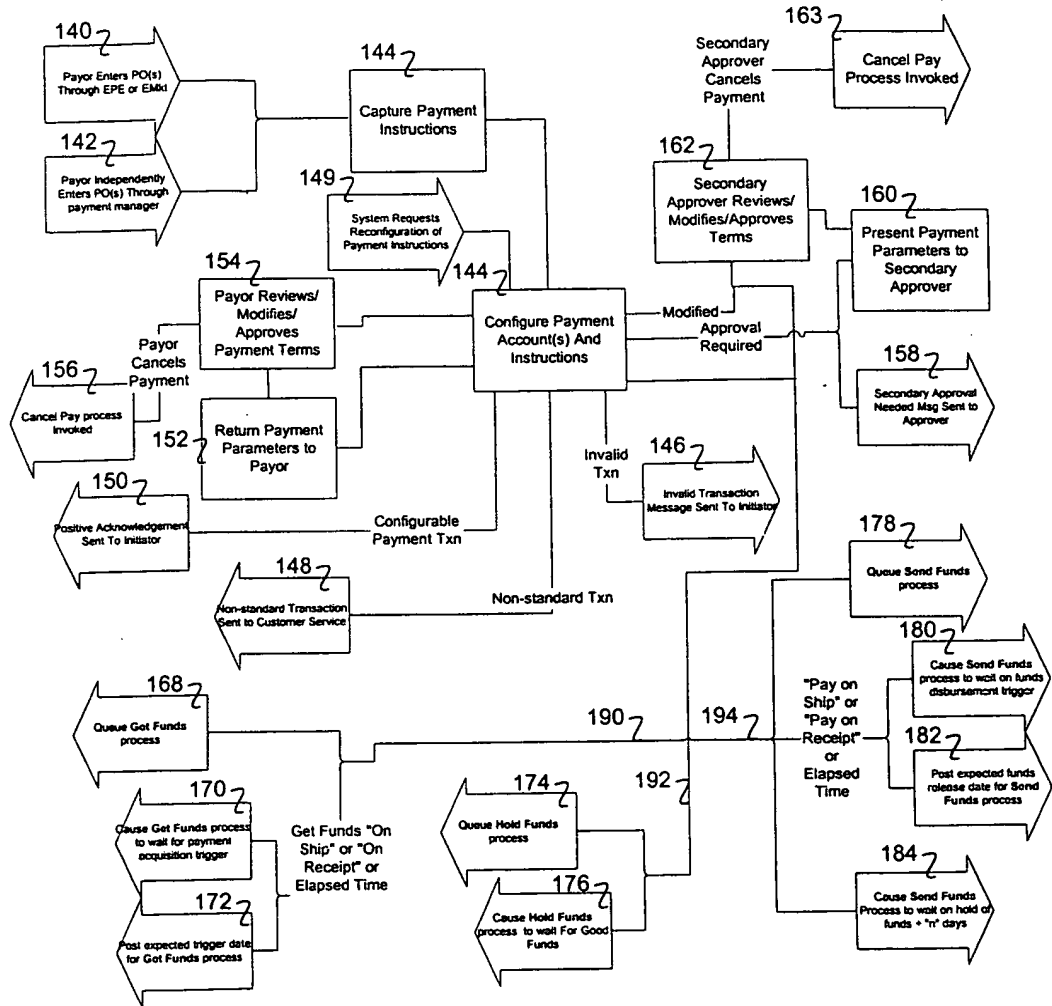 140
Payor Enters PO(s)
Through EPE or EMkt
142
Payor Independently
Enters PO(s) Through
payment manager
144
Capture Payment
Instructions
149
System Requests
Reconfiguration of
Payment Instructions
144
Configure Payment
Account(s) And
Instructions
Secondary
Approver
Cancels
Payment
163
Cancel Pay
Process Invoked
162
Secondary
Approver Reviews/
Modifies/Approves
Terms
160
Present Payment
Parameters to
Secondary
Approver
Modified
Approval
Required
158
Secondary Approval
Needed Msg Sent to
Approver
154
Payor Reviews/
Modifies/
Approves
Payment Terms
Payor
Cancels
Payment
156
Cancel Pay process
Invoked
152
Return Payment
Parameters to
Payor
150
Positive Acknowledgement
Sent To Initiator
Configurable
Payment Txn
148
Non-standard Transaction
Sent to Customer Service
Non-standard Txn
Invalid
Txn
146
Invalid Transaction
Message Sent To Initiator
178
Queue Send Funds
process
180
Cause Send Funds
process to wait on funds
disbursement trigger
"Pay on
Ship" or
"Pay on
Receipt"
or
Elapsed
Time
182
Post expected funds
release date for Send
Funds process
184
Cause Send Funds
Process to wait on hold of
funds + "n" days
190
194
192
168
Queue Get Funds
process
170
Cause Get Funds process
to wait for payment
acquisition trigger
172
Post expected trigger date
for Get Funds process
Get Funds "On
Ship" or "On
Receipt" or
Elapsed Time
174
Queue Hold Funds
process
176
Cause Hold Funds
process to wait For Good
Funds